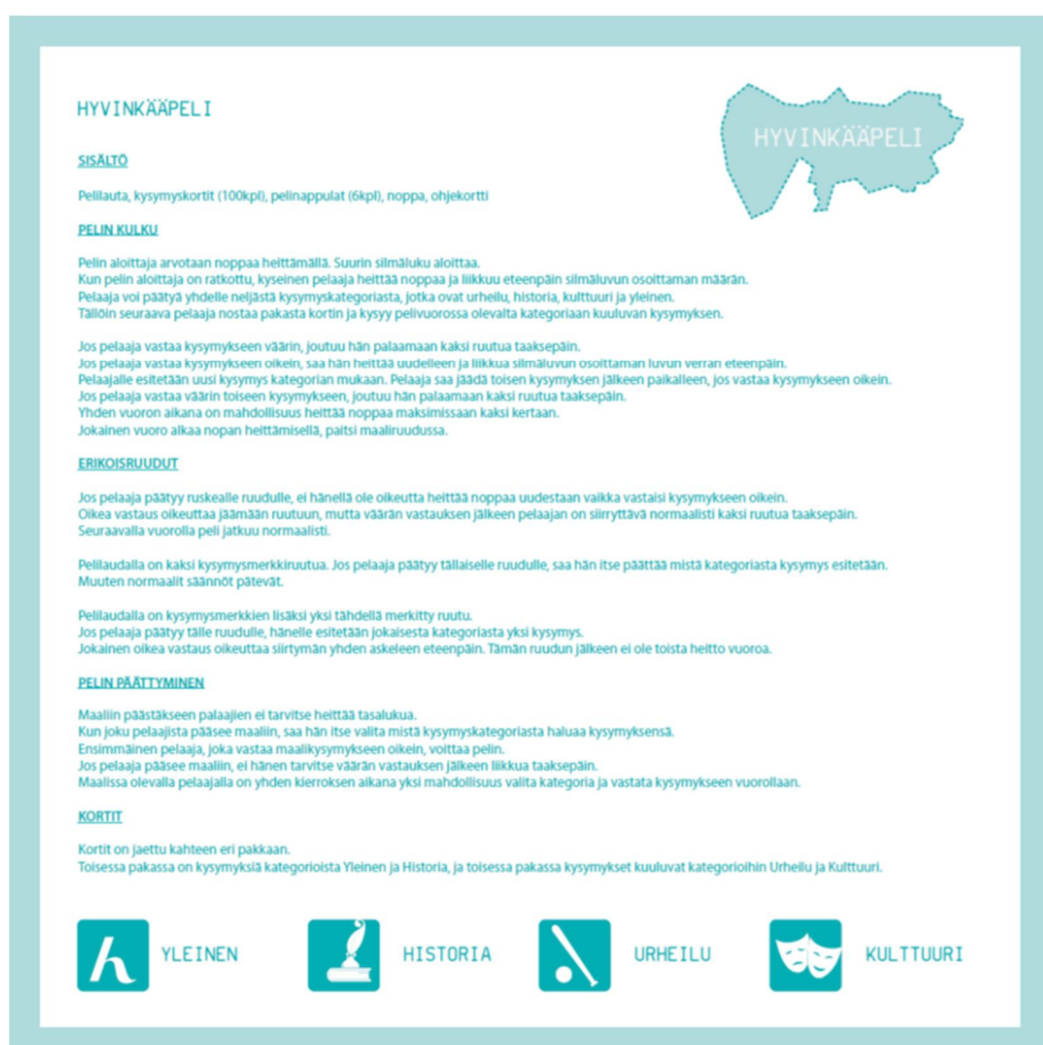 HYVINKÄÄPELI
HYVINKÄÄPELI
SISÄLTÖ
Pelilauta, kysymyskortit (100kpl), pelinappulat (6kpl), noppa, ohjekortti
PELIN KULKU
Pelin aloittaja arvotaan noppaa heittämällä. Suurin silmäluku aloittaa.
Kun pelin aloittaja on ratkottu, kyseinen pelaaja heittää noppaa ja liikkuu eteenpäin silmäluvun osoittaman määrän.
Pelaaja voi päätyä yhdelle neljästä kysymyskategoriasta, jotka ovat urheilu, historia, kulttuuri ja yleinen.
Tällöin seuraava pelaaja nostaa pakasta kortin ja kysyy pelivuorossa olevalta kategoriaan kuuluvan kysymyksen.
Jos pelaaja vastaa kysymykseen väärin, joutuu hän palaamaan kaksi ruutua taaksepäin.
Jos pelaaja vastaa kysymykseen oikein, saa hän heittää uudelleen ja liikkua silmäluvun osoittaman luvun verran eteenpäin.
Pelaajalle esitetään uusi kysymys kategorian mukaan. Pelaaja saa jäädä toisen kysymyksen jälkeen paikalleen, jos vastaa kysymykseen oikein.
Jos pelaaja vastaa väärin toiseen kysymykseen, joutuu hän palaamaan kaksi ruutua taaksepäin.
Yhden vuoron aikana on mahdollisuus heittää noppaa maksimissaan kaksi kertaan.
Jokainen vuoro alkaa nopan heittämisellä, paitsi maaliruudussa.
ERIKOISRUUDUT
Jos pelaaja päätyy ruskealle ruudulle, ei hänellä ole oikeutta heittää noppaa uudestaan vaikka vastaisi kysymykseen oikein.
Oikea vastaus oikeuttaa jäämään ruutuun, mutta väärän vastauksen jälkeen pelaajan on siirryttävä normaalisti kaksi ruutua taaksepäin.
Seuraavalla vuorolla peli jatkuu normaalisti.
Pelilaudalla on kaksi kysymysmerkkiruutua. Jos pelaaja päätyy tällaiselle ruudulle, saa hän itse päättää mistä kategoriasta kysymys esitetään.
Muuten normaalit säännöt pätevät.
Pelilaudalla on kysymysmerkkien lisäksi yksi tähdellä merkitty ruutu.
Jos pelaaja päätyy tälle ruudulle, hänelle esitetään jokaisesta kategoriasta yksi kysymys.
Jokainen oikea vastaus oikeuttaa siirtymän yhden askeleen eteenpäin. Tämän ruudun jälkeen ei ole toista heitto vuoroa.
PELIN PÄÄTTYMINEN
Maaliin päästäkseen palaajien ei tarvitse heittää tasalukua.
Kun joku pelaajista pääsee maaliin, saa hän itse valita mistä kysymyskategoriasta haluaa kysymyksensä.
Ensimmäinen pelaaja, joka vastaa maalikysymykseen oikein, voittaa pelin.
Jos pelaaja pääsee maaliin, ei hänen tarvitse väärän vastauksen jälkeen liikkua taaksepäin.
Maalissa olevalla pelaajalla on yhden kierroksen aikana yksi mahdollisuus valita kategoria ja vastata kysymykseen vuorollaan.
KORTIT
Kortit on jaettu kahteen eri pakkaan.
Toisessa pakassa on kysymyksiä kategorioista Yleinen ja Historia, ja toisessa pakassa kysymykset kuuluvat kategorioihin Urheilu ja Kulttuuri.
h YLEINEN HISTORIA URHEILU KULTTUURI